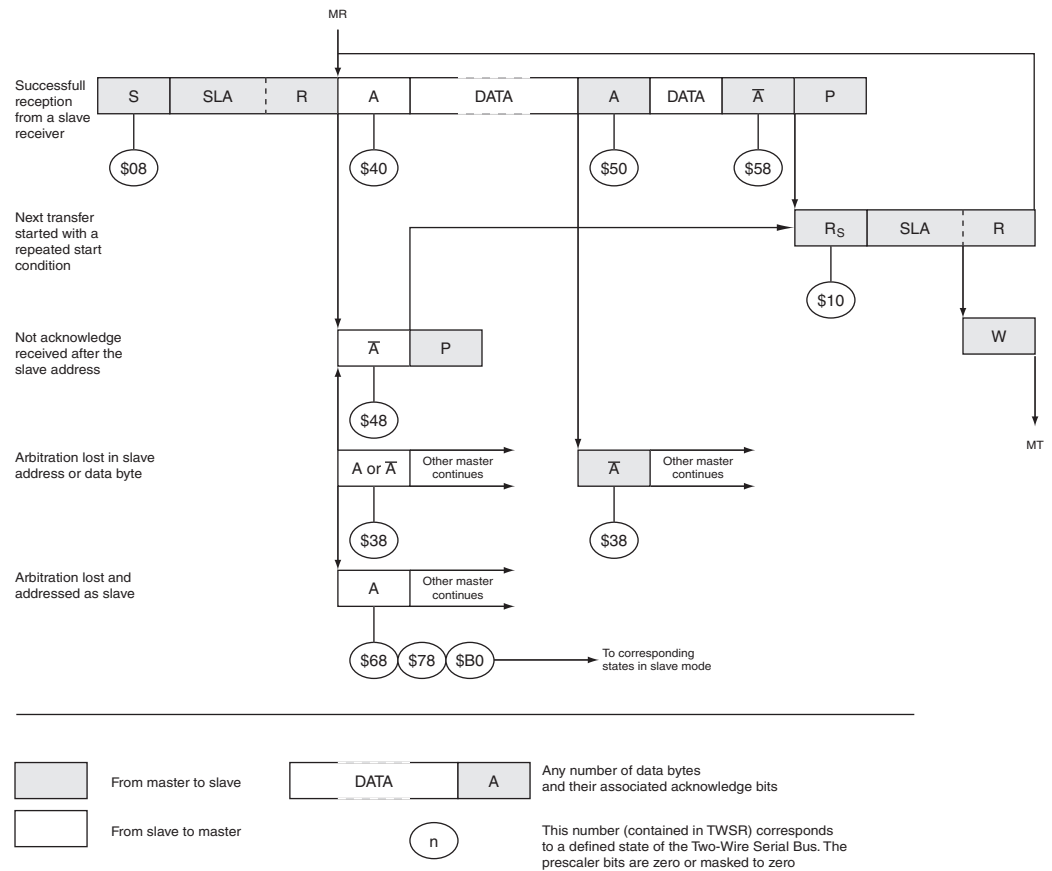 MR
Successfull
reception
from a slave
receiver
S SLA R A DATA A DATA A̅ P
$08 $40 $50 $58
Next transfer
started with a
repeated start
condition
RS SLA R
$10
Not acknowledge
received after the
slave address
A̅ P
W
$48
MT
Arbitration lost in slave
address or data byte
A or A̅
Other master
continues
A̅
Other master
continues
$38 $38
Arbitration lost and
addressed as slave
A
Other master
continues
$68 $78 $B0
To corresponding
states in slave mode
From master to slave
DATA A
Any number of data bytes
and their associated acknowledge bits
From slave to master
n
This number (contained in TWSR) corresponds
to a defined state of the Two-Wire Serial Bus. The
prescaler bits are zero or masked to zero